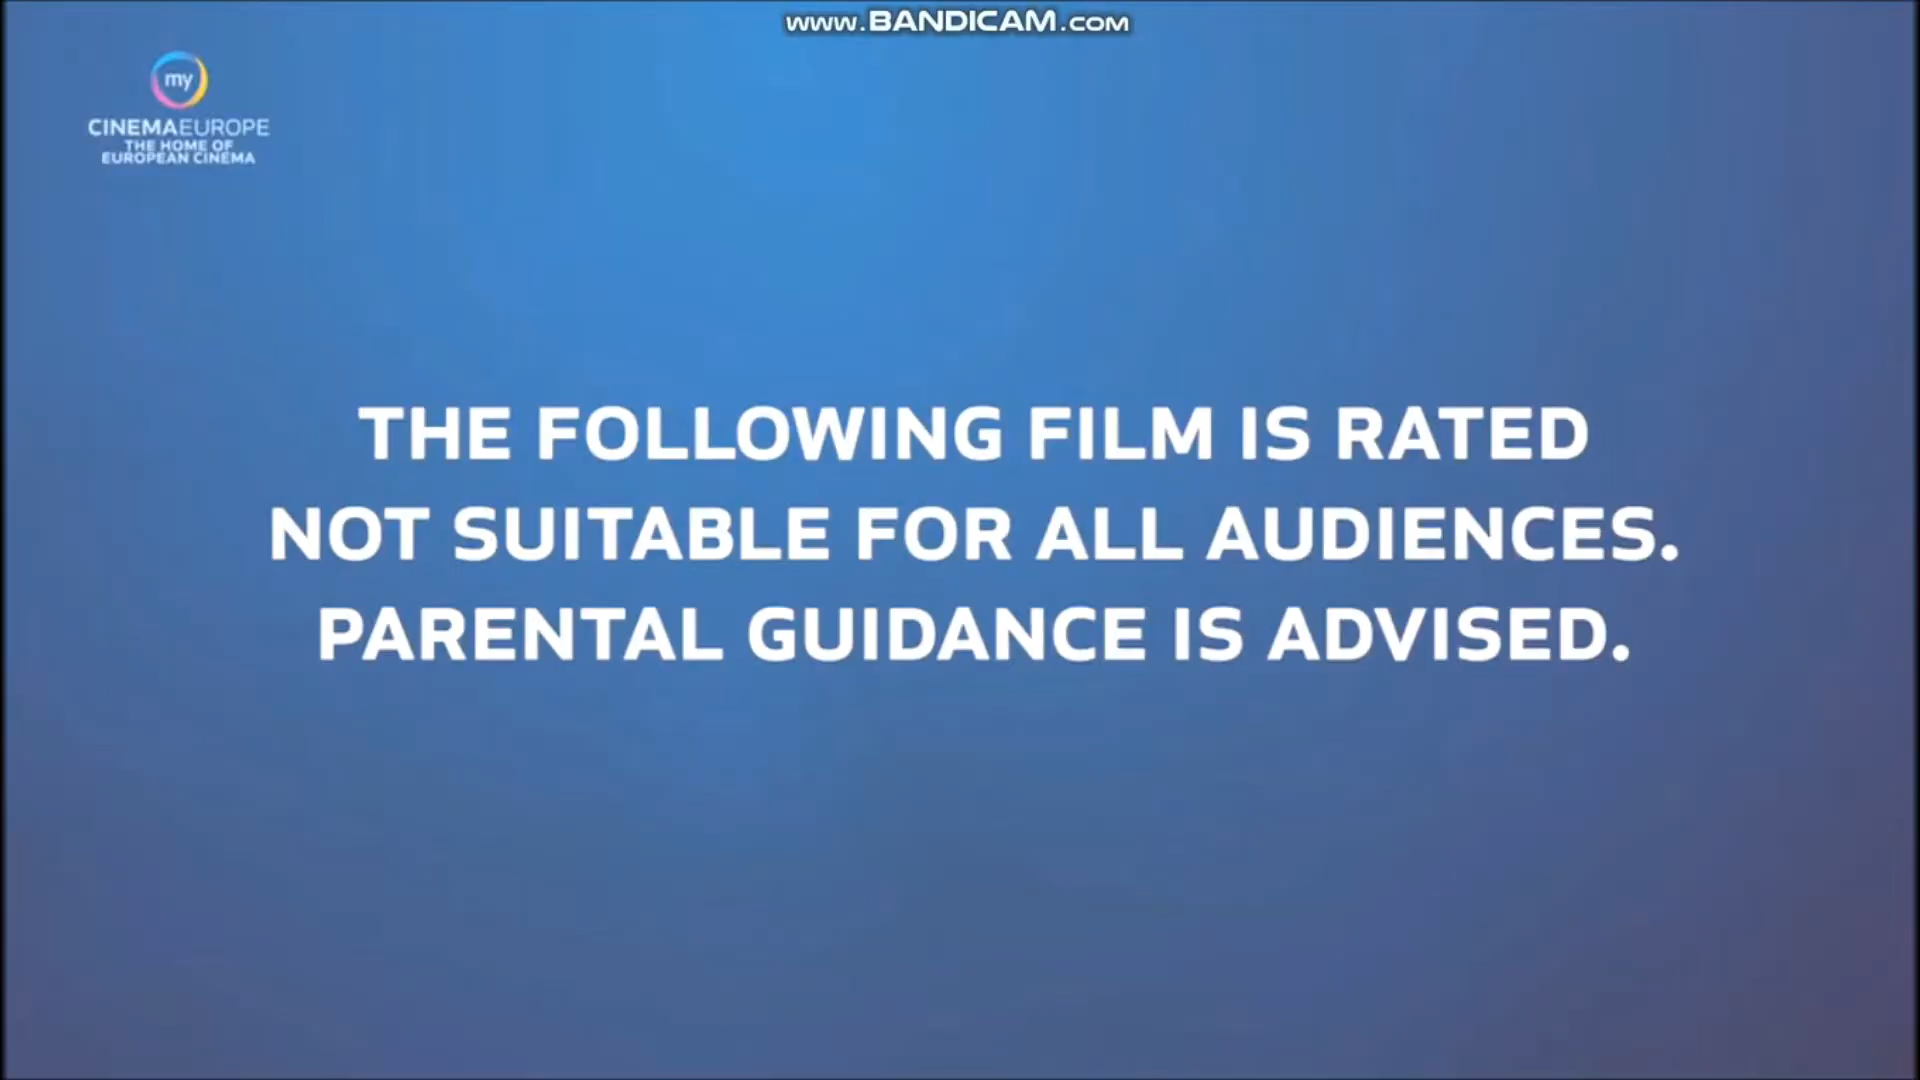 www.BANDICAM.com
my
CINEMAEUROPE
THE HOME OF
EUROPEAN CINEMA
THE FOLLOWING FILM IS RATED
NOT SUITABLE FOR ALL AUDIENCES.
PARENTAL GUIDANCE IS ADVISED.